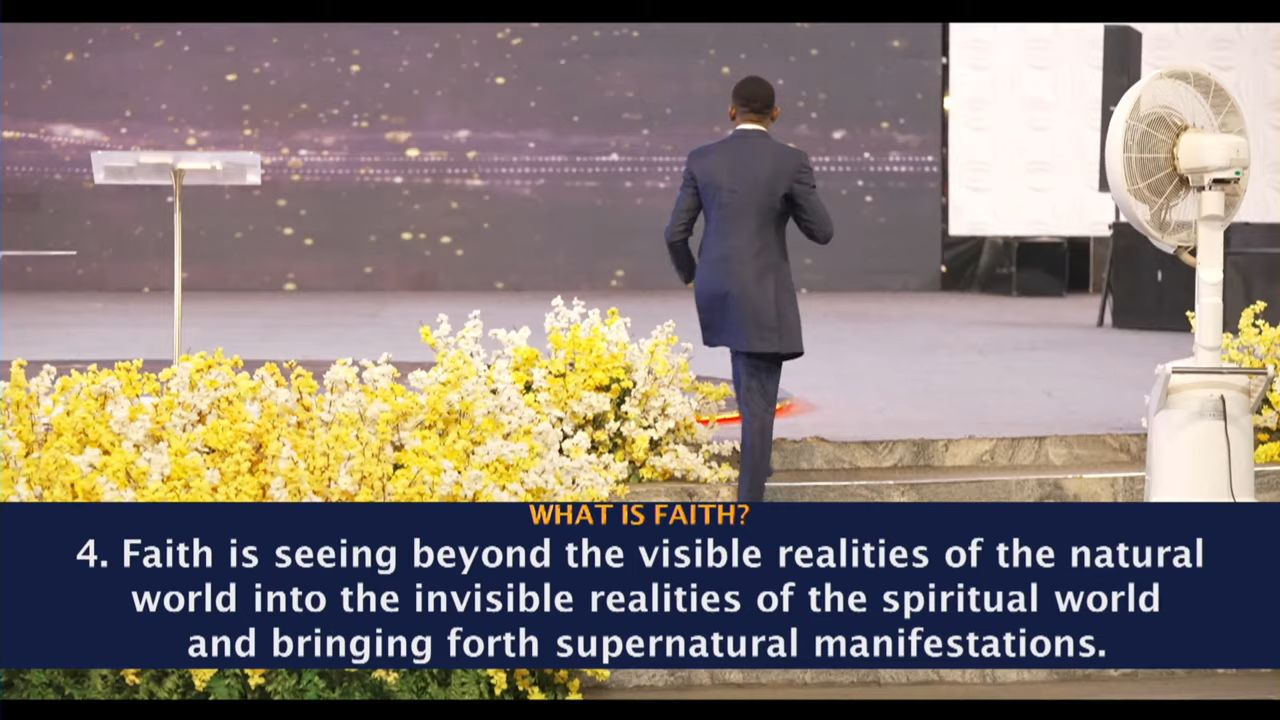 WHAT IS FAITH?
4. Faith is seeing beyond the visible realities of the natural
world into the invisible realities of the spiritual world
and bringing forth supernatural manifestations.